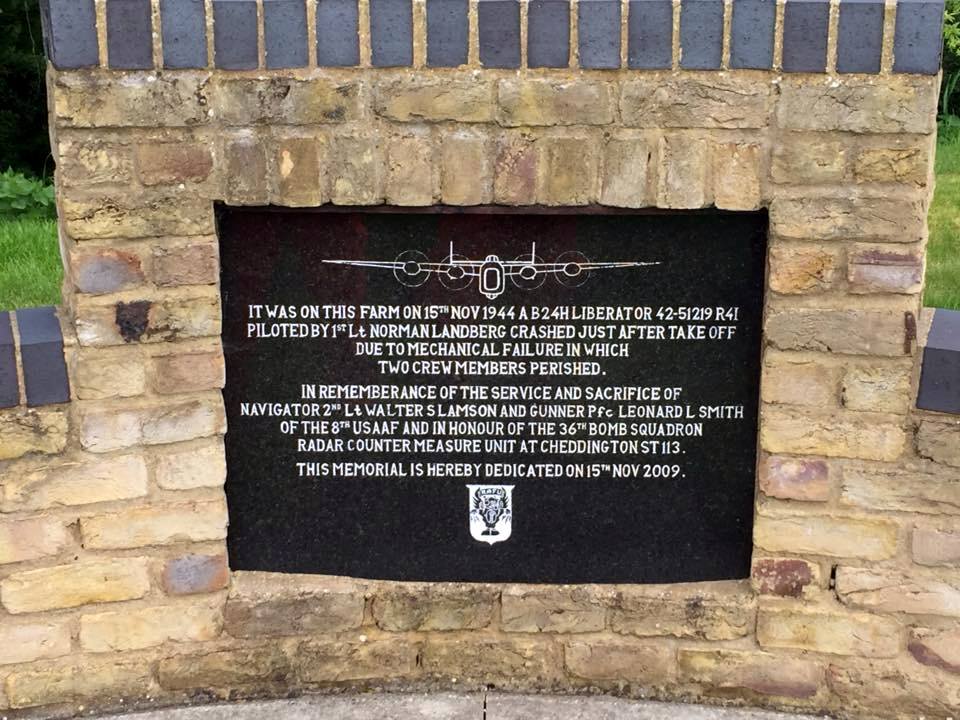 IT WAS ON THIS FARM ON 15TH NOV 1944 A B24H LIBERATOR 42-51219 R4I
PILOTED BY 1ST Lt NORMAN LANDBERG CRASHED JUST AFTER TAKE OFF
DUE TO MECHANICAL FAILURE IN WHICH
TWO CREW MEMBERS PERISHED.
IN REMEMBERANCE OF THE SERVICE AND SACRIFICE OF
NAVIGATOR 2ND Lt WALTER S LAMSON AND GUNNER Pfc LEONARD L SMITH
OF THE 8TH USAAF AND IN HONOUR OF THE 36TH BOMB SQUADRON
RADAR COUNTER MEASURE UNIT AT CHEDDINGTON ST 113.
THIS MEMORIAL IS HEREBY DEDICATED ON 15TH NOV 2009.